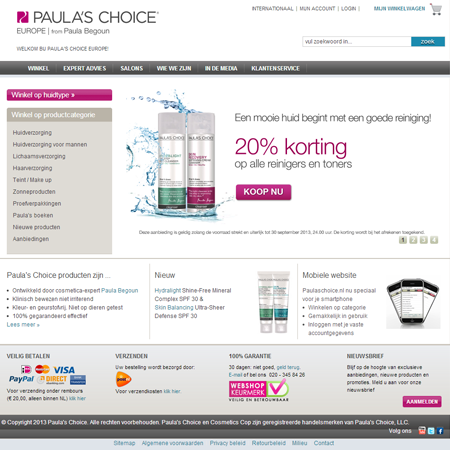 PAULA'S CHOICE®
EUROPE | from Paula Begoun
WELKOM BIJ PAULA'S CHOICE EUROPE!
INTERNATIONAAL | MIJN ACCOUNT | LOGIN
MIJN WINKELWAGEN
vul zoekwoord in...
zoek
WINKEL EXPERT ADVIES SALONS WIE WE ZIJN IN DE MEDIA KLANTENSERVICE
Winkel op huidtype »
Winkel op productcategorie
Huidverzorging
Huidverzorging voor mannen
Lichaamsverzorging
Haarverzorging
Teint / Make up
Zonneproducten
Proefverpakkingen
Paula's boeken
Nieuwe producten
Aanbiedingen
PAULA'S CHOICE
PAULA'S CHOICE
SKIN RECOVERY
Een mooie huid begint met een goede reiniging!
20% korting
op alle reinigers en toners
KOOP NU
Deze aanbieding is geldig zolang de voorraad strekt en uiterlijk tot 30 september 2013, 24.00 uur. De korting wordt bij het afrekenen toegekend.
1 2 3 4
Paula's Choice producten zijn ...
Ontwikkeld door cosmetica-expert Paula Begoun
Klinisch bewezen niet irriterend
Kleur- en geurstofvrij, Niet op dieren getest
100% gegarandeerd effectief
Lees meer »
Nieuw
Hydralight Shine-Free Mineral
Complex SPF 30 &
Skin Balancing Ultra-Sheer
Defense SPF 30
Mobiele website
Paulaschoice.nl nu speciaal
voor je smartphone
Winkelen op categorie
Gemakkelijk in gebruik
Inloggen met je vaste
accountgegevens
VEILIG BETALEN
VISA
PayPal DIRECT DEBIT iDEAL
Voor verzending onder rembours
(€ 20,00, alleen binnen NL) klik hier
VERZENDEN
Uw bestelling wordt bezorgd door:
postnl
Voor verzendkosten klik hier.
100% GARANTIE
30 dagen: niet goed, geld terug.
E-mail of bel ons: 020 - 345 84 26
WEBSHOP
KEURMERK
VEILIG EN BETROUWBAAR
NIEUWSBRIEF
Blijf op de hoogte van exclusieve
aanbiedingen, nieuwe producten en
promoties. Meld u aan voor onze
nieuwsbrief!
AANMELDEN
© Copyright 2013 Paula's Choice. Alle rechten voorbehouden. Paula's Choice en Cosmetics Cop zijn geregistreerde handelsmerken van Paula's Choice, LLC.
Volg ons
Sitemap | Algemene voorwaarden | Privacy beleid | Retourbeleid | Milieu | Contact